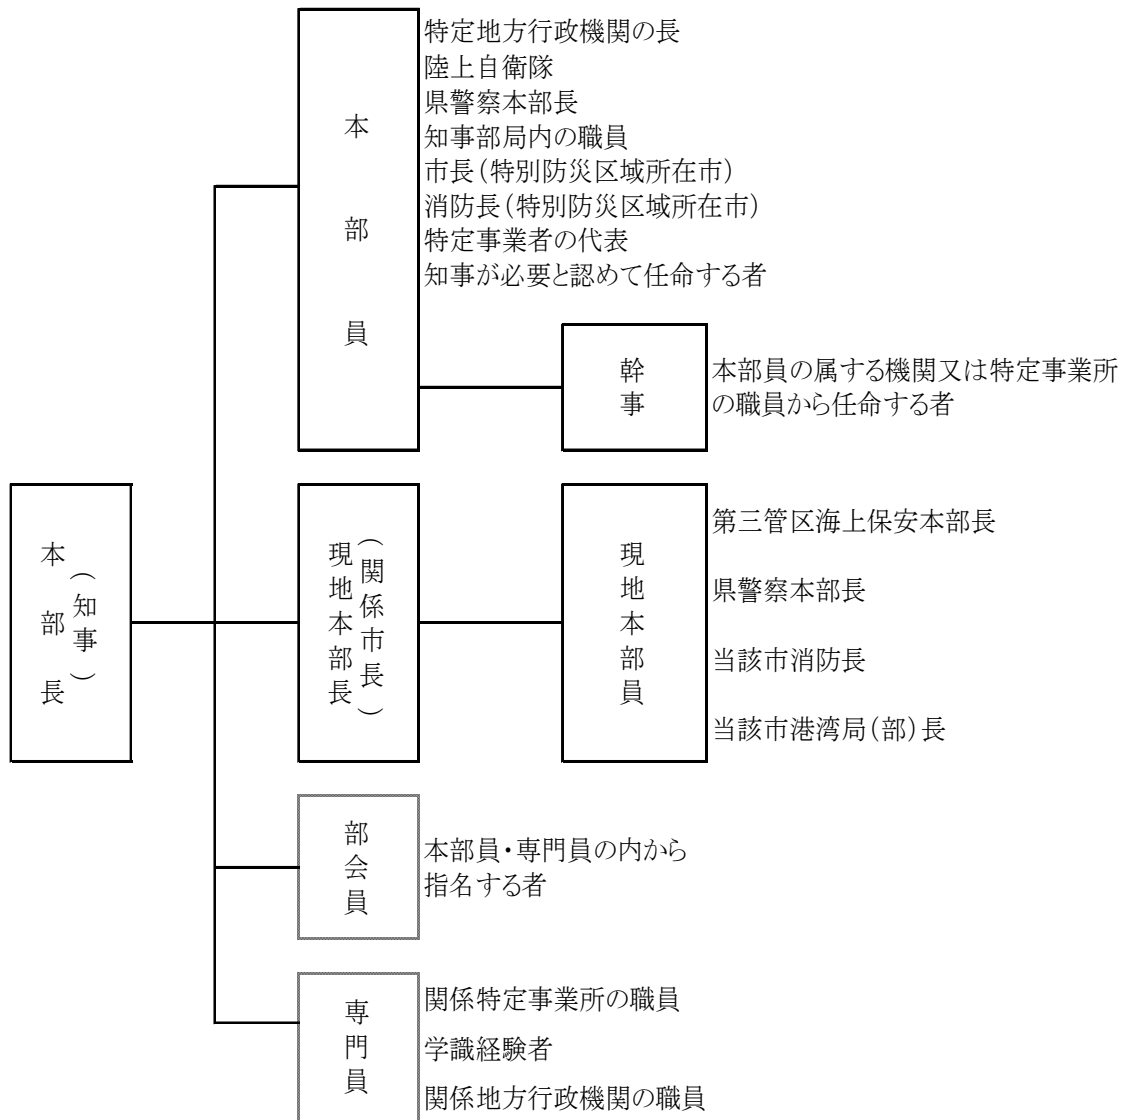 本部長
(知事)
本部員
特定地方行政機関の長
陸上自衛隊
県警察本部長
知事部局内の職員
市長(特別防災区域所在市)
消防長(特別防災区域所在市)
特定事業者の代表
知事が必要と認めて任命する者
幹事
本部員の属する機関又は特定事業所
の職員から任命する者
(関係市長)
現地本部長
現地本部員
第三管区海上保安本部長
県警察本部長
当該市消防長
当該市港湾局(部)長
部会員
本部員・専門員の内から
指名する者
専門員
関係特定事業所の職員
学識経験者
関係地方行政機関の職員